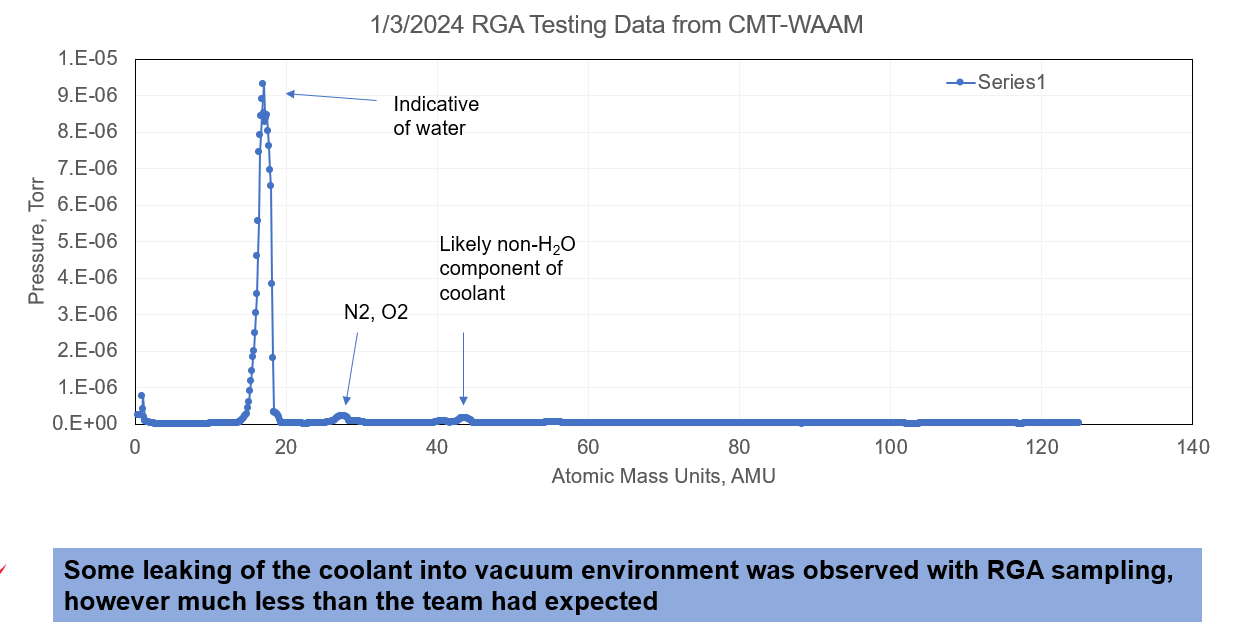 1/3/2024 RGA Testing Data from CMT-WAAM
1.E-05
9.E-06
8.E-06
7.E-06
6.E-06
5.E-06
4.E-06
3.E-06
2.E-06
1.E-06
0.E+00
Pressure, Torr
Series1
Indicative
of water
Likely non-H₂O
component of
coolant
N2, O2
0 20 40 60 80 100 120 140
Atomic Mass Units, AMU
Some leaking of the coolant into vacuum environment was observed with RGA sampling,
however much less than the team had expected